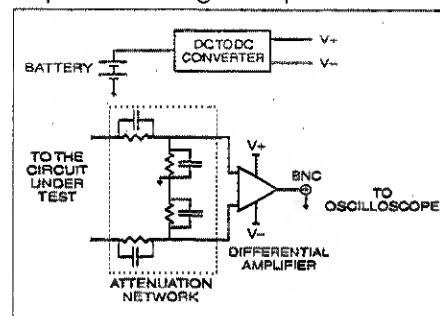 DC TO DC
CONVERTER
V+
V−
BATTERY
TO THE
CIRCUIT
UNDER
TEST
V+
BNC
TO
OSCILLOSCOPE
V−
DIFFERENTIAL
AMPLIFIER
ATTENUATION
NETWORK